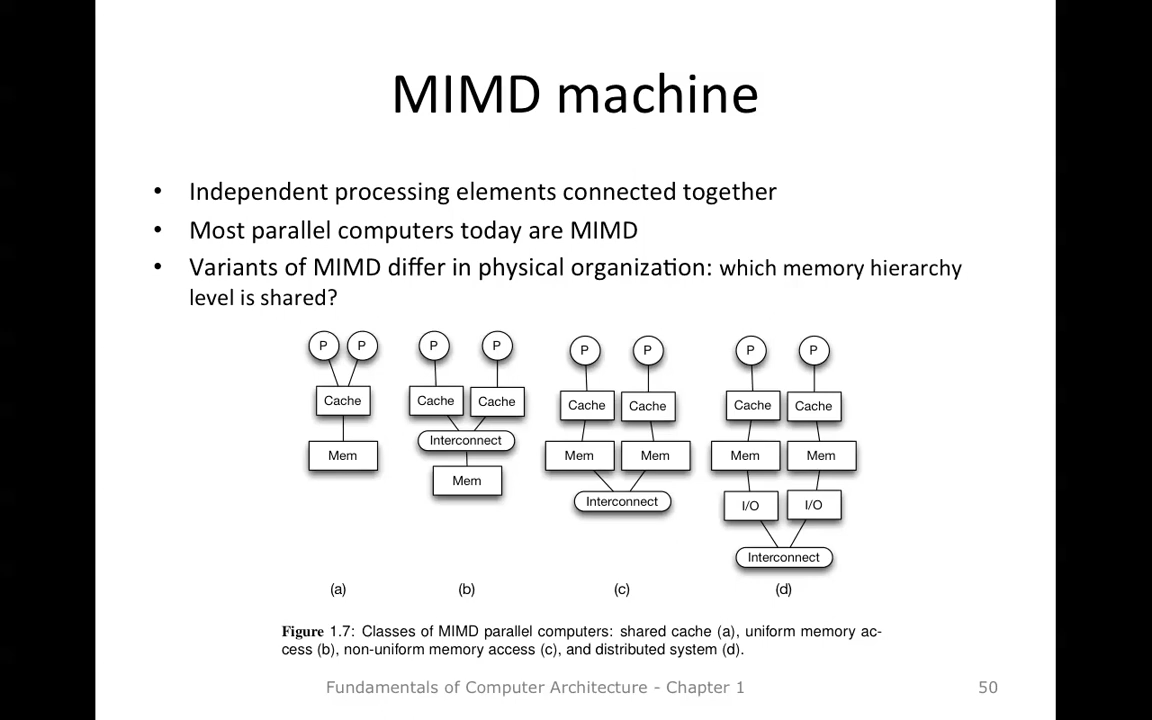 MIMD machine
• Independent processing elements connected together
• Most parallel computers today are MIMD
• Variants of MIMD differ in physical organization: which memory hierarchy
level is shared?
P P P P P P P P
Cache Cache Cache Cache Cache Cache Cache
Interconnect
Mem Mem Mem Mem Mem
Mem
Interconnect I/O I/O
Interconnect
(a) (b) (c) (d)
Figure 1.7: Classes of MIMD parallel computers: shared cache (a), uniform memory ac-
cess (b), non-uniform memory access (c), and distributed system (d).
Fundamentals of Computer Architecture - Chapter 1 50